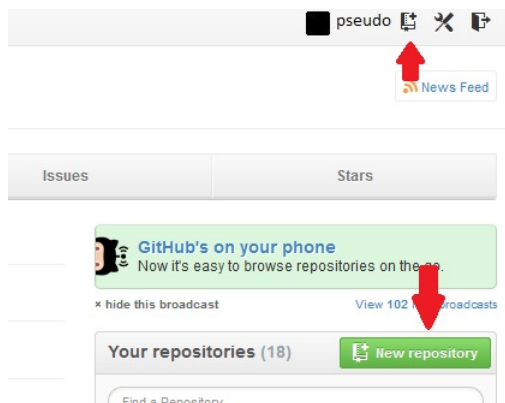 pseudo
News Feed
Issues
Stars
GitHub's on your phone
Now it's easy to browse repositories on the go.
× hide this broadcast
View 102 broadcasts
Your repositories (18)
New repository
Find a Repository